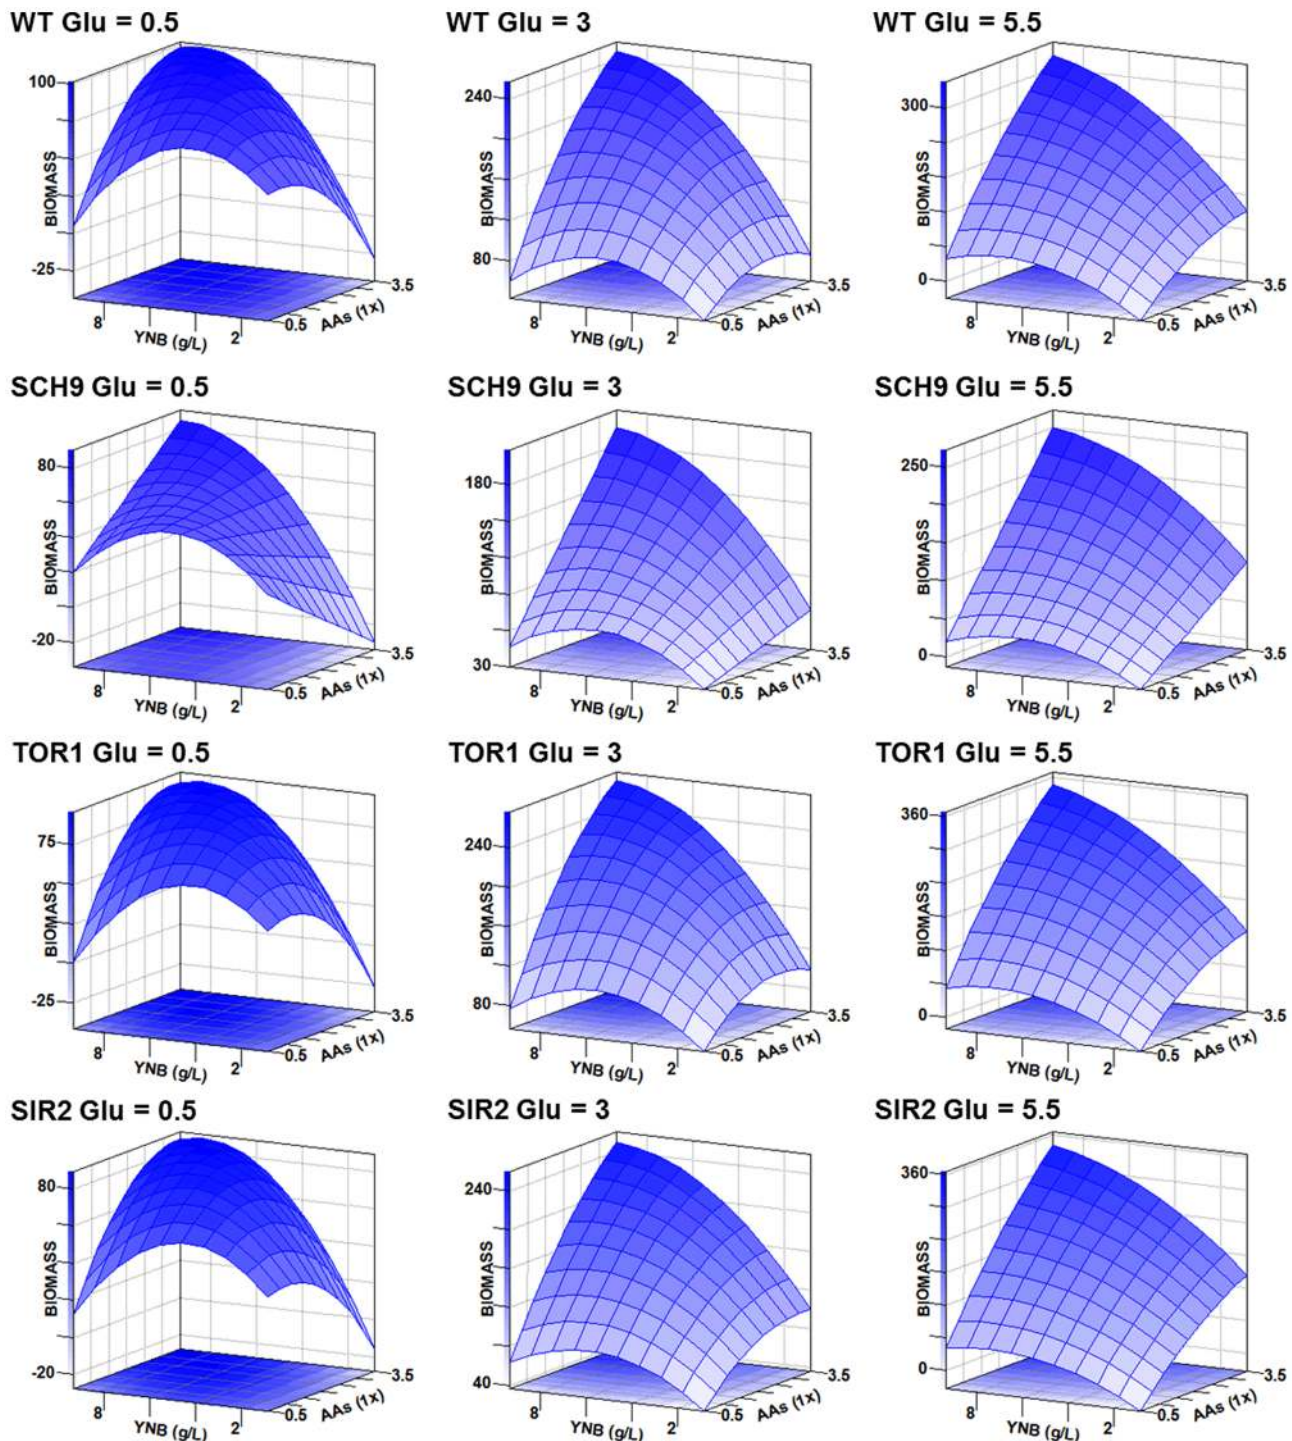 WT Glu = 0.5
100
-25
BIOMASS
8
YNB (g/L)
2
0.5
AAs (1x)
3.5
WT Glu = 3
240
80
BIOMASS
8
YNB (g/L)
2
0.5
AAs (1x)
3.5
WT Glu = 5.5
300
0
BIOMASS
8
YNB (g/L)
2
0.5
AAs (1x)
3.5
SCH9 Glu = 0.5
80
-20
BIOMASS
8
YNB (g/L)
2
0.5
AAs (1x)
3.5
SCH9 Glu = 3
180
30
BIOMASS
8
YNB (g/L)
2
0.5
AAs (1x)
3.5
SCH9 Glu = 5.5
250
0
BIOMASS
8
YNB (g/L)
2
0.5
AAs (1x)
3.5
TOR1 Glu = 0.5
75
-25
BIOMASS
8
YNB (g/L)
2
0.5
AAs (1x)
3.5
TOR1 Glu = 3
240
80
BIOMASS
8
YNB (g/L)
2
0.5
AAs (1x)
3.5
TOR1 Glu = 5.5
360
0
BIOMASS
8
YNB (g/L)
2
0.5
AAs (1x)
3.5
SIR2 Glu = 0.5
80
-20
BIOMASS
8
YNB (g/L)
2
0.5
AAs (1x)
3.5
SIR2 Glu = 3
240
40
BIOMASS
8
YNB (g/L)
2
0.5
AAs (1x)
3.5
SIR2 Glu = 5.5
360
0
BIOMASS
8
YNB (g/L)
2
0.5
AAs (1x)
3.5